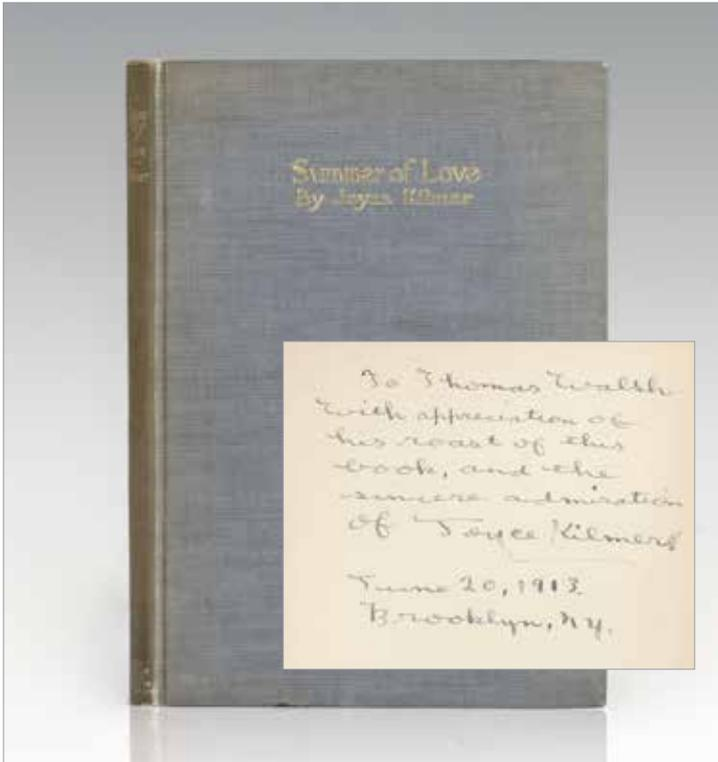 Summer of Love
By Joyce Kilmer
To Thomas Walsh
With appreciation of
his roast of this
book, and the
sincere admiration
of Joyce Kilmer
June 20, 1913.
Brooklyn, NY.